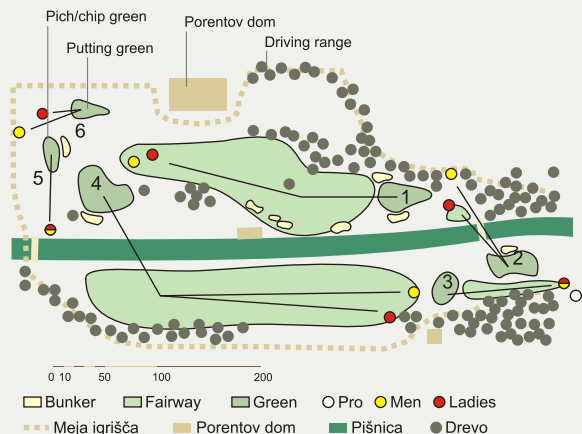 Pich/chip green
Porentov dom
Putting green
Driving range
6
5
4
1
2
3
0 10 50 100 200
Bunker Fairway Green Pro Men Ladies
Meja igrišča Porentov dom Pišnica Drevo